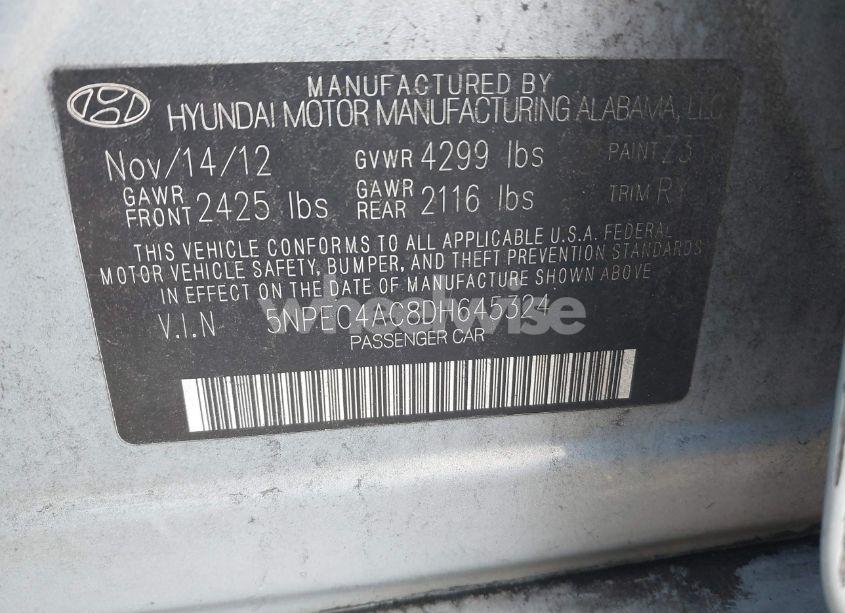 MANUFACTURED BY
HYUNDAI MOTOR MANUFACTURING ALABAMA, LLC
Nov/14/12 GVWR 4299 lbs PAINT Z3
GAWR FRONT 2425 lbs GAWR REAR 2116 lbs TRIM RY
THIS VEHICLE CONFORMS TO ALL APPLICABLE U.S.A. FEDERAL
MOTOR VEHICLE SAFETY, BUMPER, AND THEFT PREVENTION STANDARDS
IN EFFECT ON THE DATE OF MANUFACTURE SHOWN ABOVE
V.I.N 5NPEC4AC8DH645324
PASSENGER CAR
wheelwise